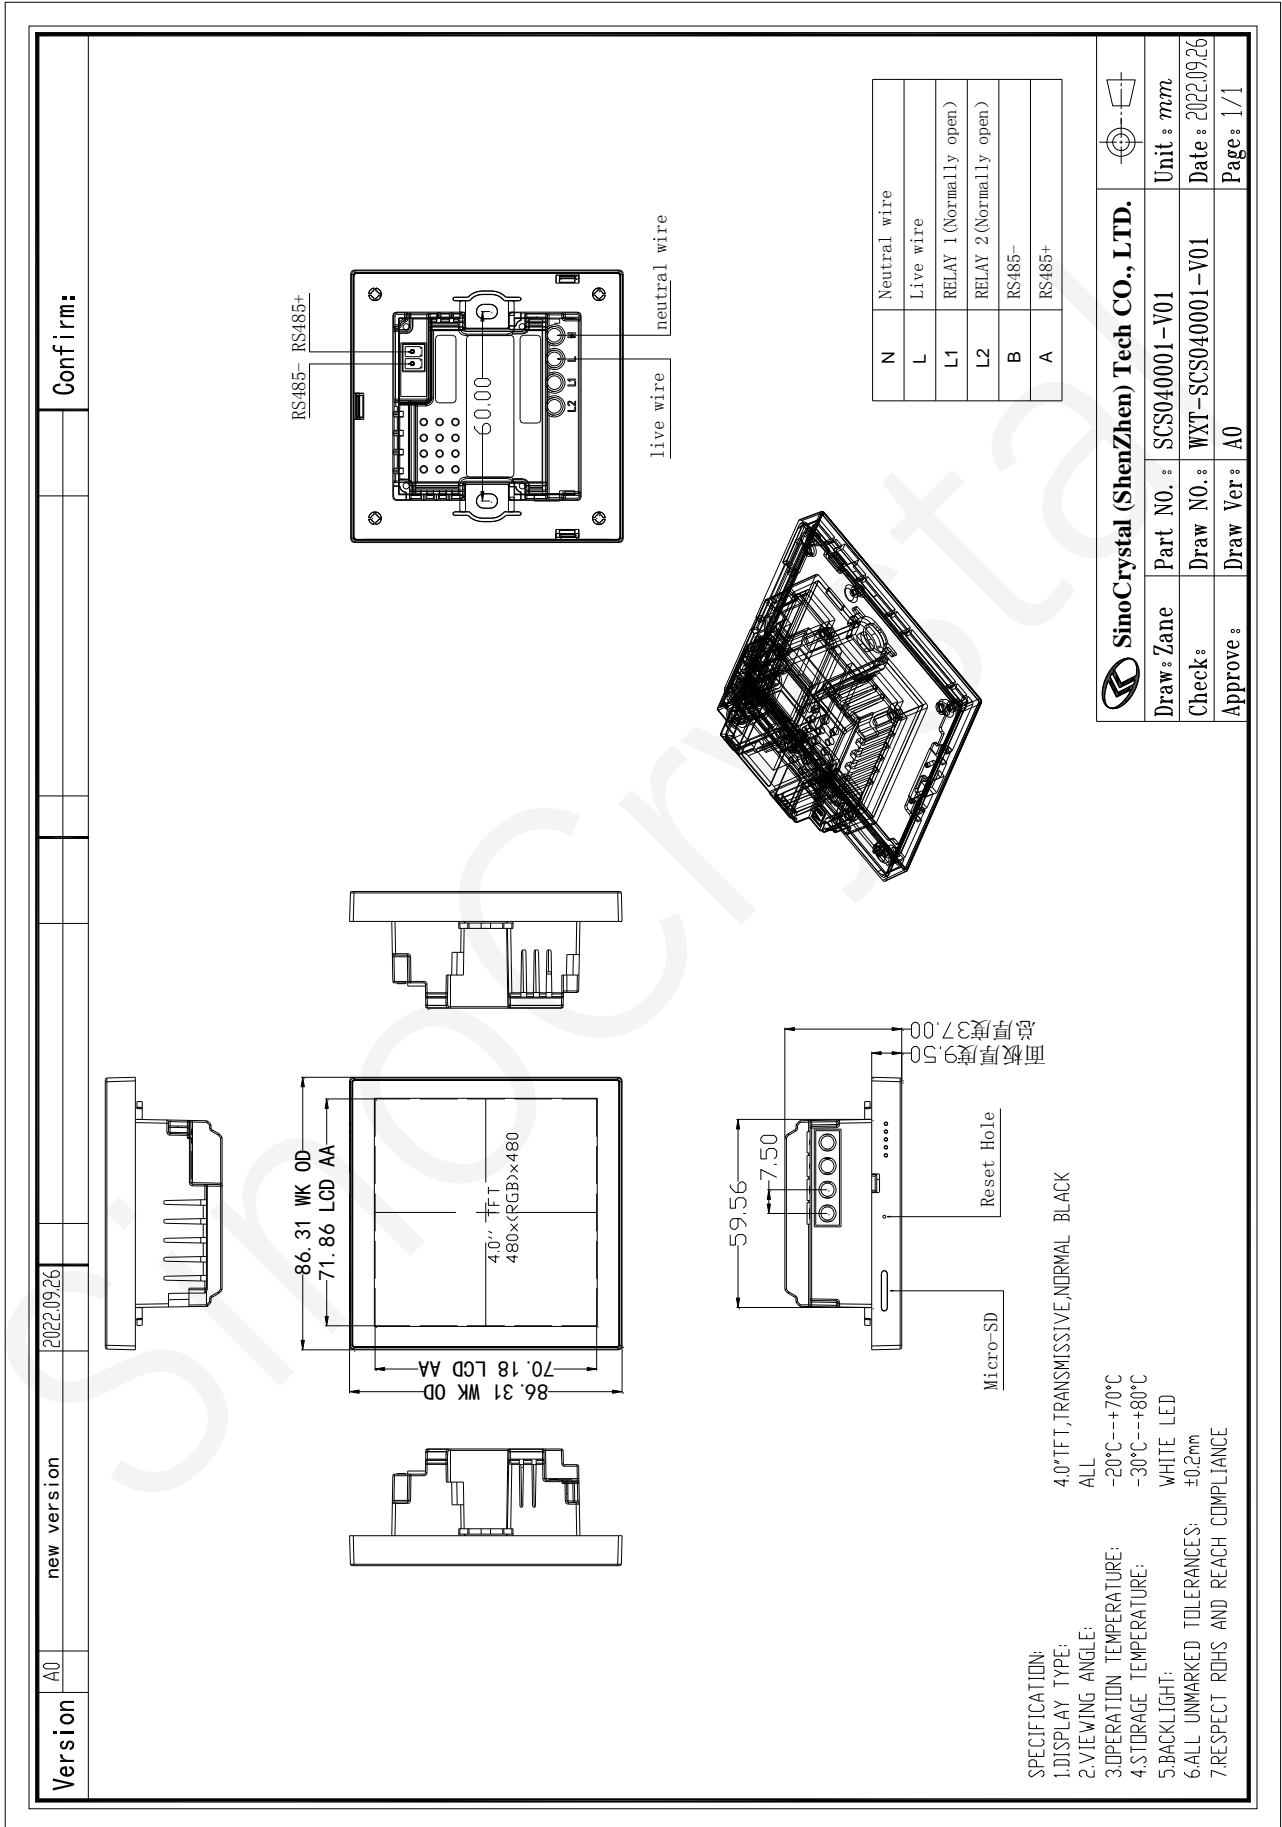 Version
A0
new version
2022.09.26
Confirm:
86.31 WK OD
71.86 LCD AA
4.0'' TFT
480x(RGB)x480
70.18 LCD AA
86.31 WK OD
RS485-
RS485+
60.00
L2
L1
L
N
live wire
neutral wire
59.56
7.50
总厚度37.00
面板厚度9.50
Micro-SD
Reset Hole
N Neutral wire
L Live wire
L1 RELAY 1(Normally open)
L2 RELAY 2(Normally open)
B RS485-
A RS485+
SPECIFICATION:
1.DISPLAY TYPE: 4.0"TFT,TRANSMISSIVE,NORMAL BLACK
2.VIEWING ANGLE: ALL
3.OPERATION TEMPERATURE: -20°C--+70°C
4.STORAGE TEMPERATURE: -30°C--+80°C
5.BACKLIGHT: WHITE LED
6.ALL UNMARKED TOLERANCES: ±0.2mm
7.RESPECT ROHS AND REACH COMPLIANCE
SinoCrystal (ShenZhen) Tech CO., LTD.
Draw: Zane Part NO.: SCS040001-V01 Unit: mm
Check: Draw NO.: WXT-SCS040001-V01 Date: 2022.09.26
Approve: Draw Ver: A0 Page: 1/1
SinoCrystal